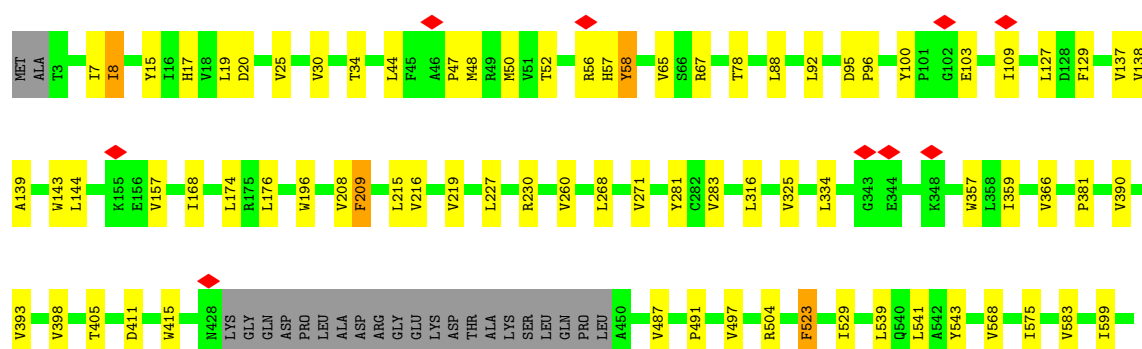 MET ALA T3 I7 I8 Y15 I16 H17 V18 L19 D20 V25 V30 T34 L44 F45 A46 P47 M48 R49 M50 V51 T52 R56 H57 Y58 V65 S66 R67 T78 L88 L92 D95 P96 Y100 P101 G102 E103 I109 L127 D128 F129 V137 V138
A139 W143 L144 K155 E156 V157 I168 L174 R175 L176 W196 V208 F209 L215 V216 V219 L227 R230 V260 L268 V271 Y281 C282 V283 L316 V325 L334 G343 E344 K348 W357 L358 I359 V366 P381 V390
V393 V398 T405 D411 W415 N428 LYS GLY GLN ASP PRO LEU ALA ASP ARG GLY GLU LYS ASP THR ALA LYS SER LEU GLN PRO LEU A450 V487 P491 V497 R504 F523 I529 L539 Q540 L541 A542 Y543 V568 I575 V583 I599